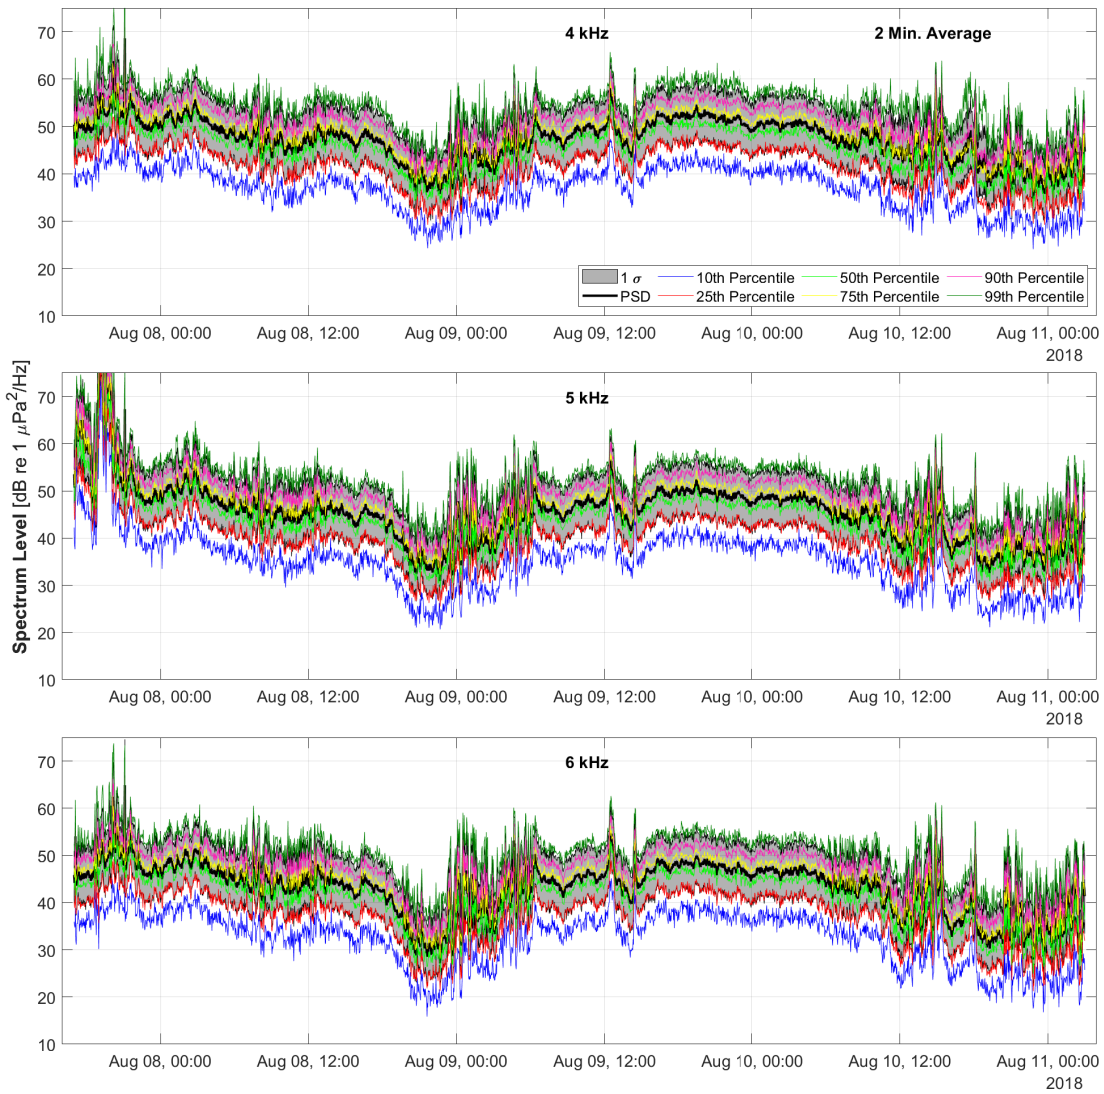 4 kHz
2 Min. Average
70
60
50
40
30
20
10
1 σ
10th Percentile
50th Percentile
90th Percentile
PSD
25th Percentile
75th Percentile
99th Percentile
Aug 08, 00:00
Aug 08, 12:00
Aug 09, 00:00
Aug 09, 12:00
Aug 10, 00:00
Aug 10, 12:00
Aug 11, 00:00
2018
Spectrum Level [dB re 1 μPa²/Hz]
5 kHz
70
60
50
40
30
20
10
Aug 08, 00:00
Aug 08, 12:00
Aug 09, 00:00
Aug 09, 12:00
Aug 10, 00:00
Aug 10, 12:00
Aug 11, 00:00
2018
6 kHz
70
60
50
40
30
20
10
Aug 08, 00:00
Aug 08, 12:00
Aug 09, 00:00
Aug 09, 12:00
Aug 10, 00:00
Aug 10, 12:00
Aug 11, 00:00
2018